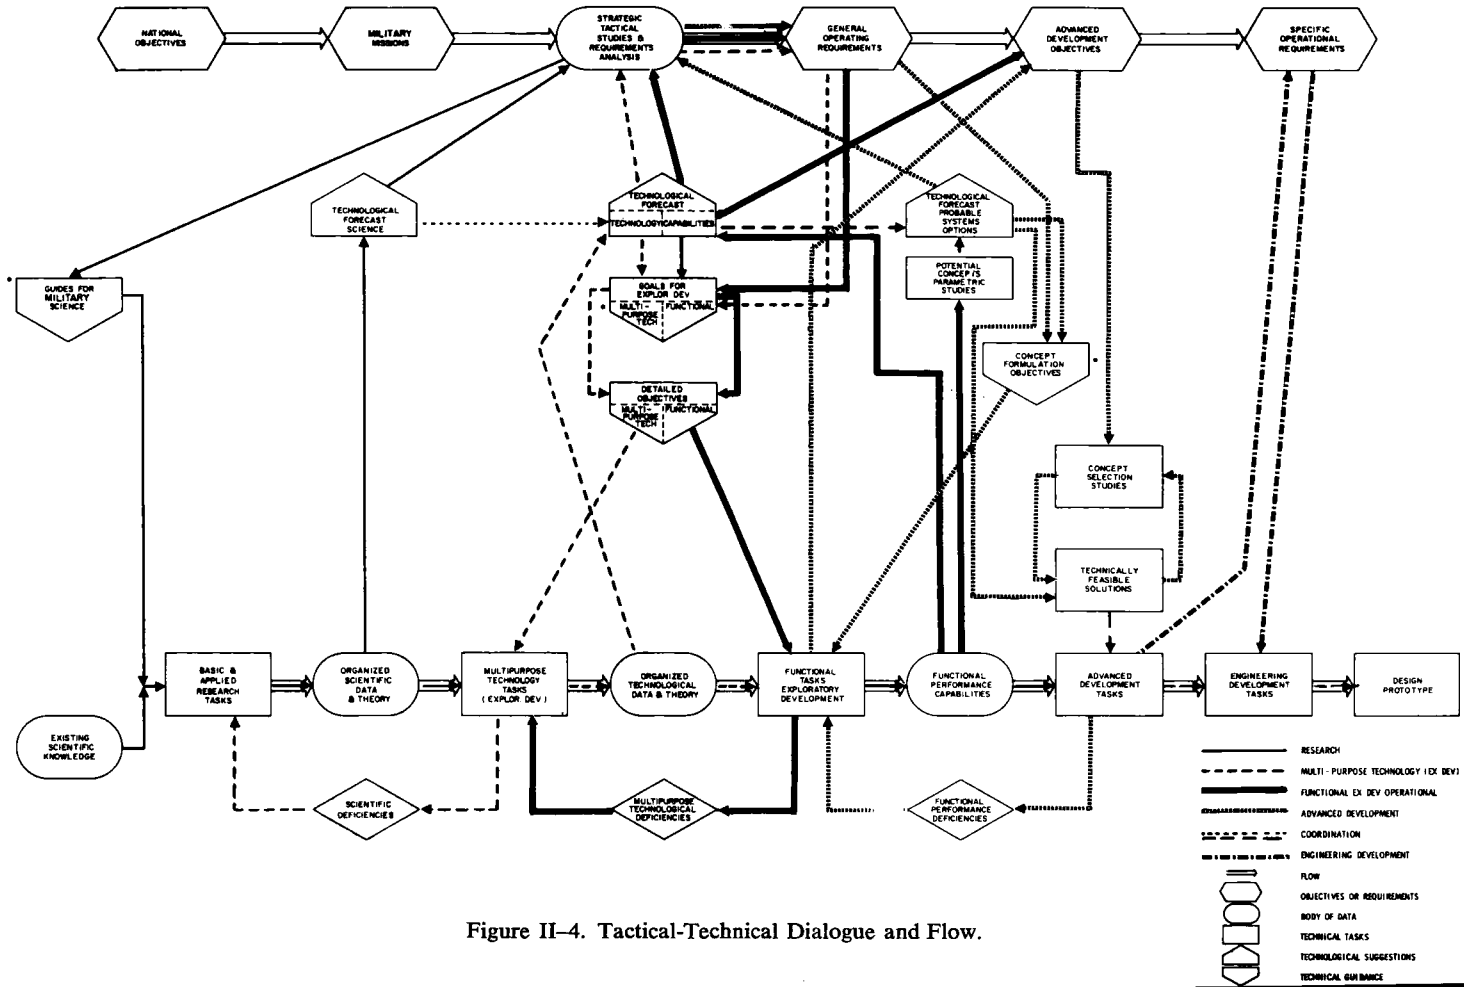 NATIONAL
OBJECTIVES
MILITARY
MISSIONS
STRATEGIC
TACTICAL
STUDIES &
REQUIREMENTS
ANALYSIS
GENERAL
OPERATING
REQUIREMENTS
ADVANCED
DEVELOPMENT
OBJECTIVES
SPECIFIC
OPERATIONAL
REQUIREMENTS
TECHNOLOGICAL
FORECAST
SCIENCE
TECHNOLOGICAL
FORECAST
TECHNOLOGY
CAPABILITIES
TECHNOLOGICAL
FORECAST
PROBABLE
SYSTEMS
OPTIONS
GUIDES FOR
MILITARY
SCIENCE
GOALS FOR
EXPLOR DEV
MULTI-
PURPOSE
TECH
FUNCTIONAL
POTENTIAL
CONCEPTS
PARAMETRIC
STUDIES
CONCEPT
FORMULATION
OBJECTIVES
DETAILED
OBJECTIVES
MULTI-
PURPOSE
TECH
FUNCTIONAL
CONCEPT
SELECTION
STUDIES
TECHNICALLY
FEASIBLE
SOLUTIONS
BASIC &
APPLIED
RESEARCH
TASKS
ORGANIZED
SCIENTIFIC
DATA
& THEORY
MULTIPURPOSE
TECHNOLOGY
TASKS
(EXPLOR. DEV)
ORGANIZED
TECHNOLOGICAL
DATA & THEORY
FUNCTIONAL
TASKS
EXPLORATORY
DEVELOPMENT
FUNCTIONAL
PERFORMANCE
CAPABILITIES
ADVANCED
DEVELOPMENT
TASKS
ENGINEERING
DEVELOPMENT
TASKS
DESIGN
PROTOTYPE
EXISTING
SCIENTIFIC
KNOWLEDGE
SCIENTIFIC
DEFICIENCIES
MULTIPURPOSE
TECHNOLOGICAL
DEFICIENCIES
FUNCTIONAL
PERFORMANCE
DEFICIENCIES
RESEARCH
MULTI-PURPOSE TECHNOLOGY (EX DEV)
FUNCTIONAL EX DEV OPERATIONAL
ADVANCED DEVELOPMENT
COORDINATION
ENGINEERING DEVELOPMENT
FLOW
OBJECTIVES OR REQUIREMENTS
BODY OF DATA
TECHNICAL TASKS
TECHNOLOGICAL SUGGESTIONS
TECHNICAL GUIDANCE
Figure II–4. Tactical-Technical Dialogue and Flow.